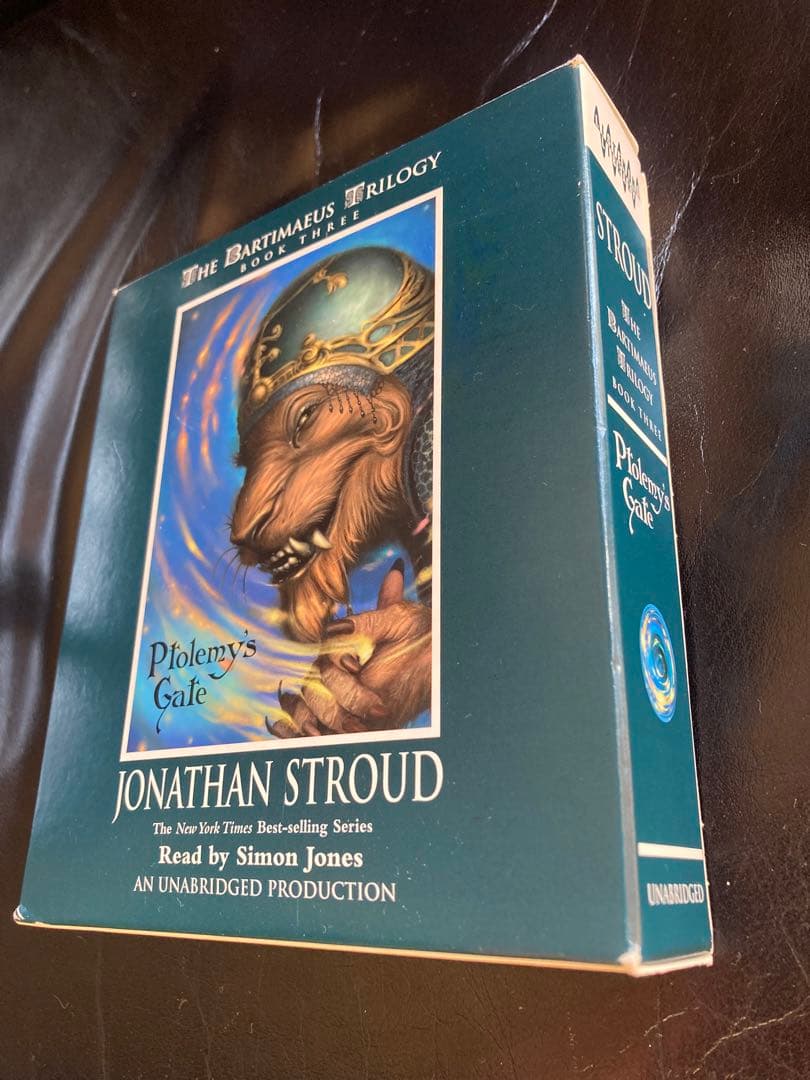 THE BARTIMAEUS TRILOGY
BOOK THREE
Ptolemy's
Gate
JONATHAN STROUD
The New York Times Best-selling Series
Read by Simon Jones
AN UNABRIDGED PRODUCTION
STROUD
THE
BARTIMAEUS
TRILOGY
BOOK THREE
Ptolemy's
Gate
UNABRIDGED